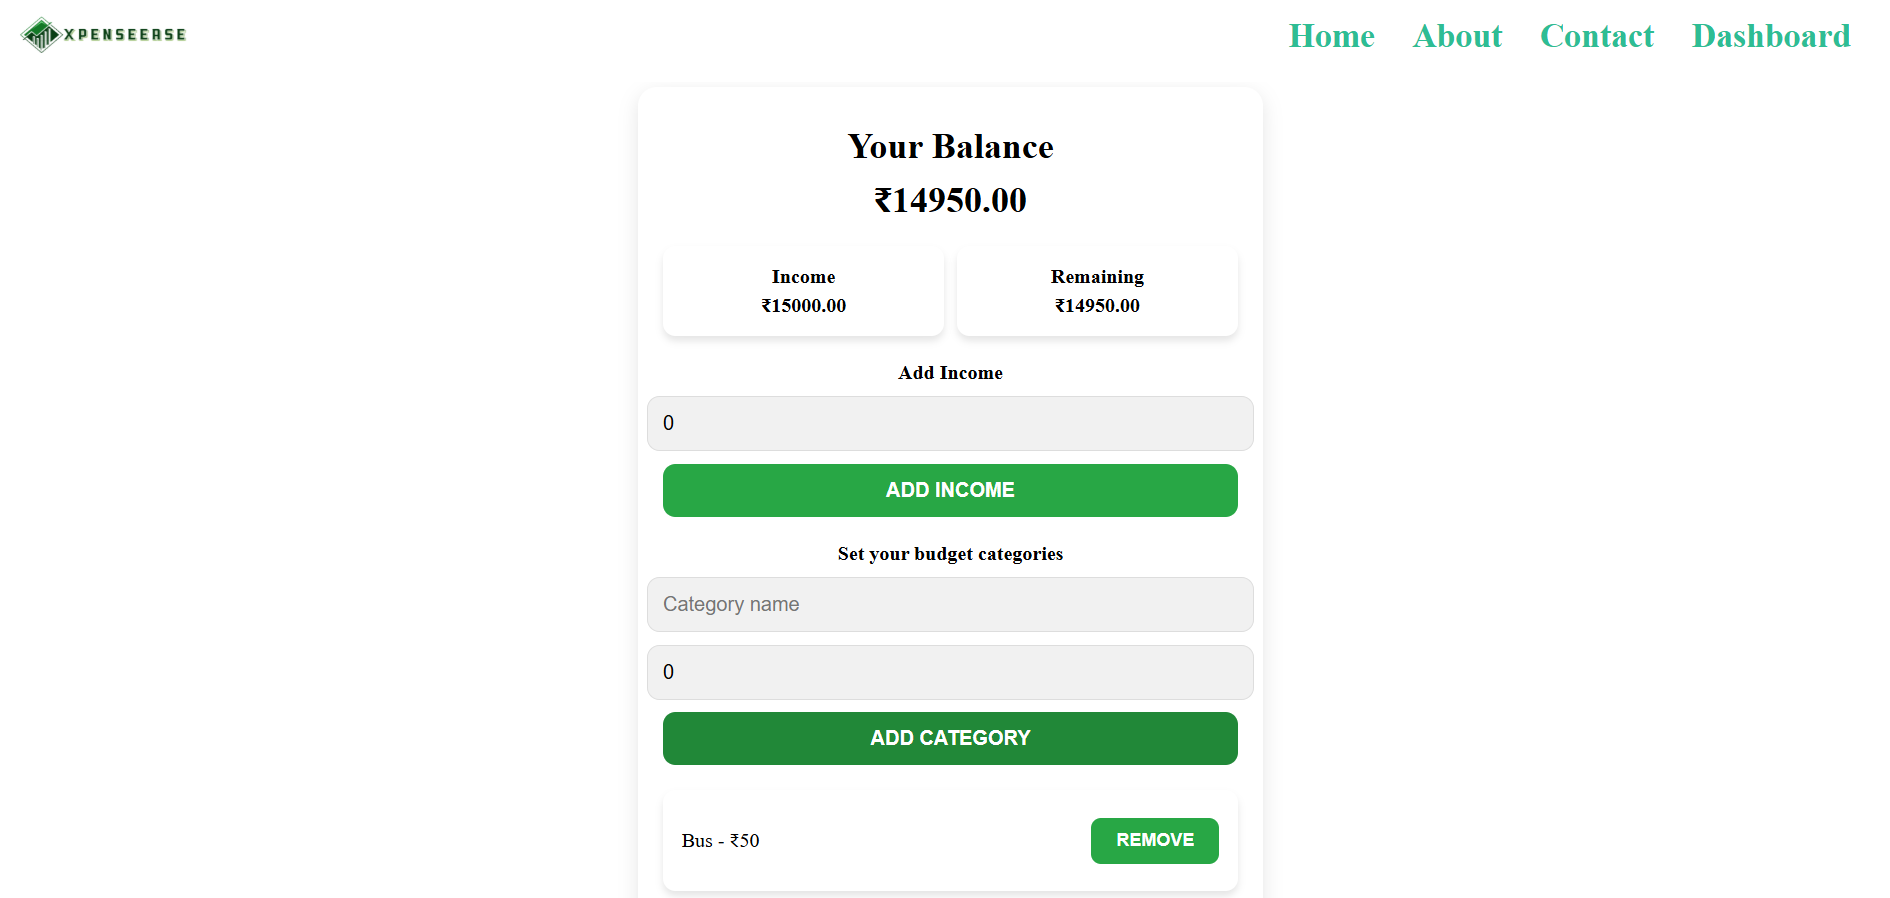 XPENSEEASE
Home About Contact Dashboard
Your Balance
₹14950.00
Income Remaining
₹15000.00 ₹14950.00
Add Income
0
ADD INCOME
Set your budget categories
Category name
0
ADD CATEGORY
Bus - ₹50 REMOVE